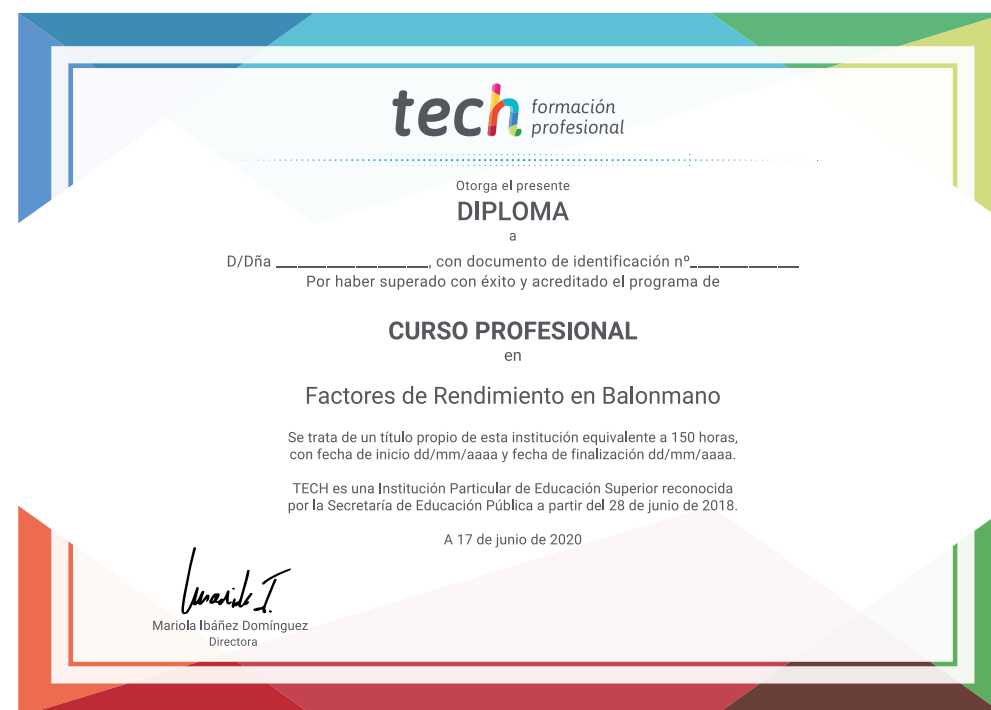 tech formación
profesional
Otorga el presente
DIPLOMA
a
D/Dña ____________________, con documento de identificación nº______________
Por haber superado con éxito y acreditado el programa de
CURSO PROFESIONAL
en
Factores de Rendimiento en Balonmano
Se trata de un título propio de esta institución equivalente a 150 horas,
con fecha de inicio dd/mm/aaaa y fecha de finalización dd/mm/aaaa.
TECH es una Institución Particular de Educación Superior reconocida
por la Secretaría de Educación Pública a partir del 28 de junio de 2018.
A 17 de junio de 2020
Mariola I.
Mariola Ibáñez Domínguez
Directora